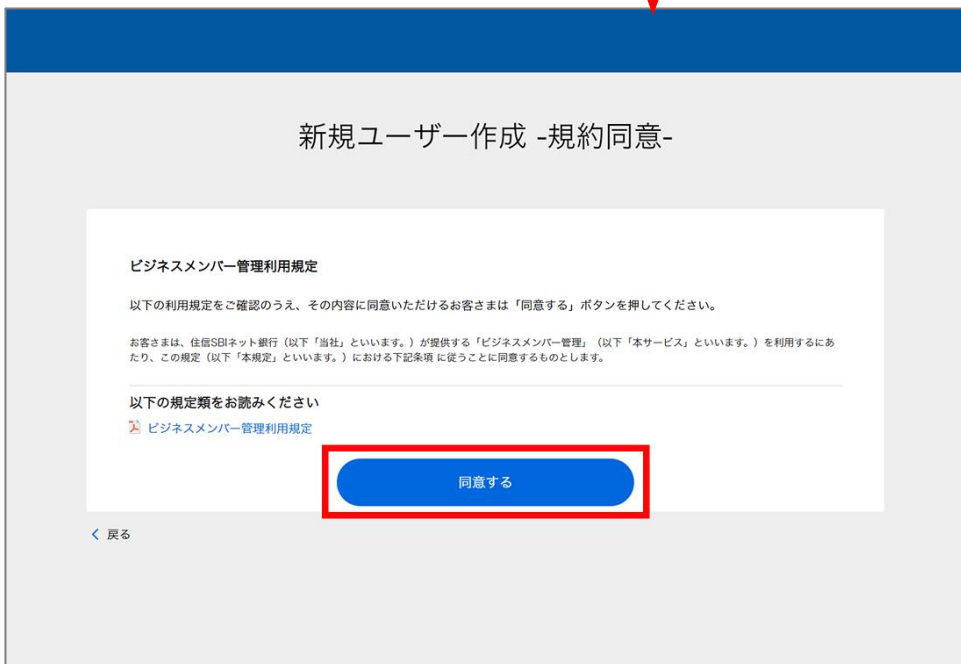 新規ユーザー作成 -規約同意-
ビジネスメンバー管理利用規定
以下の利用規定をご確認のうえ、その内容に同意いただけるお客さまは「同意する」ボタンを押してください。
お客さまは、住信SBIネット銀行（以下「当社」といいます。）が提供する「ビジネスメンバー管理」（以下「本サービス」といいます。）を利用するにあ
たり、この規定（以下「本規定」といいます。）における下記条項 に従うことに同意するものとします。
以下の規定類をお読みください
ビジネスメンバー管理利用規定
同意する
戻る